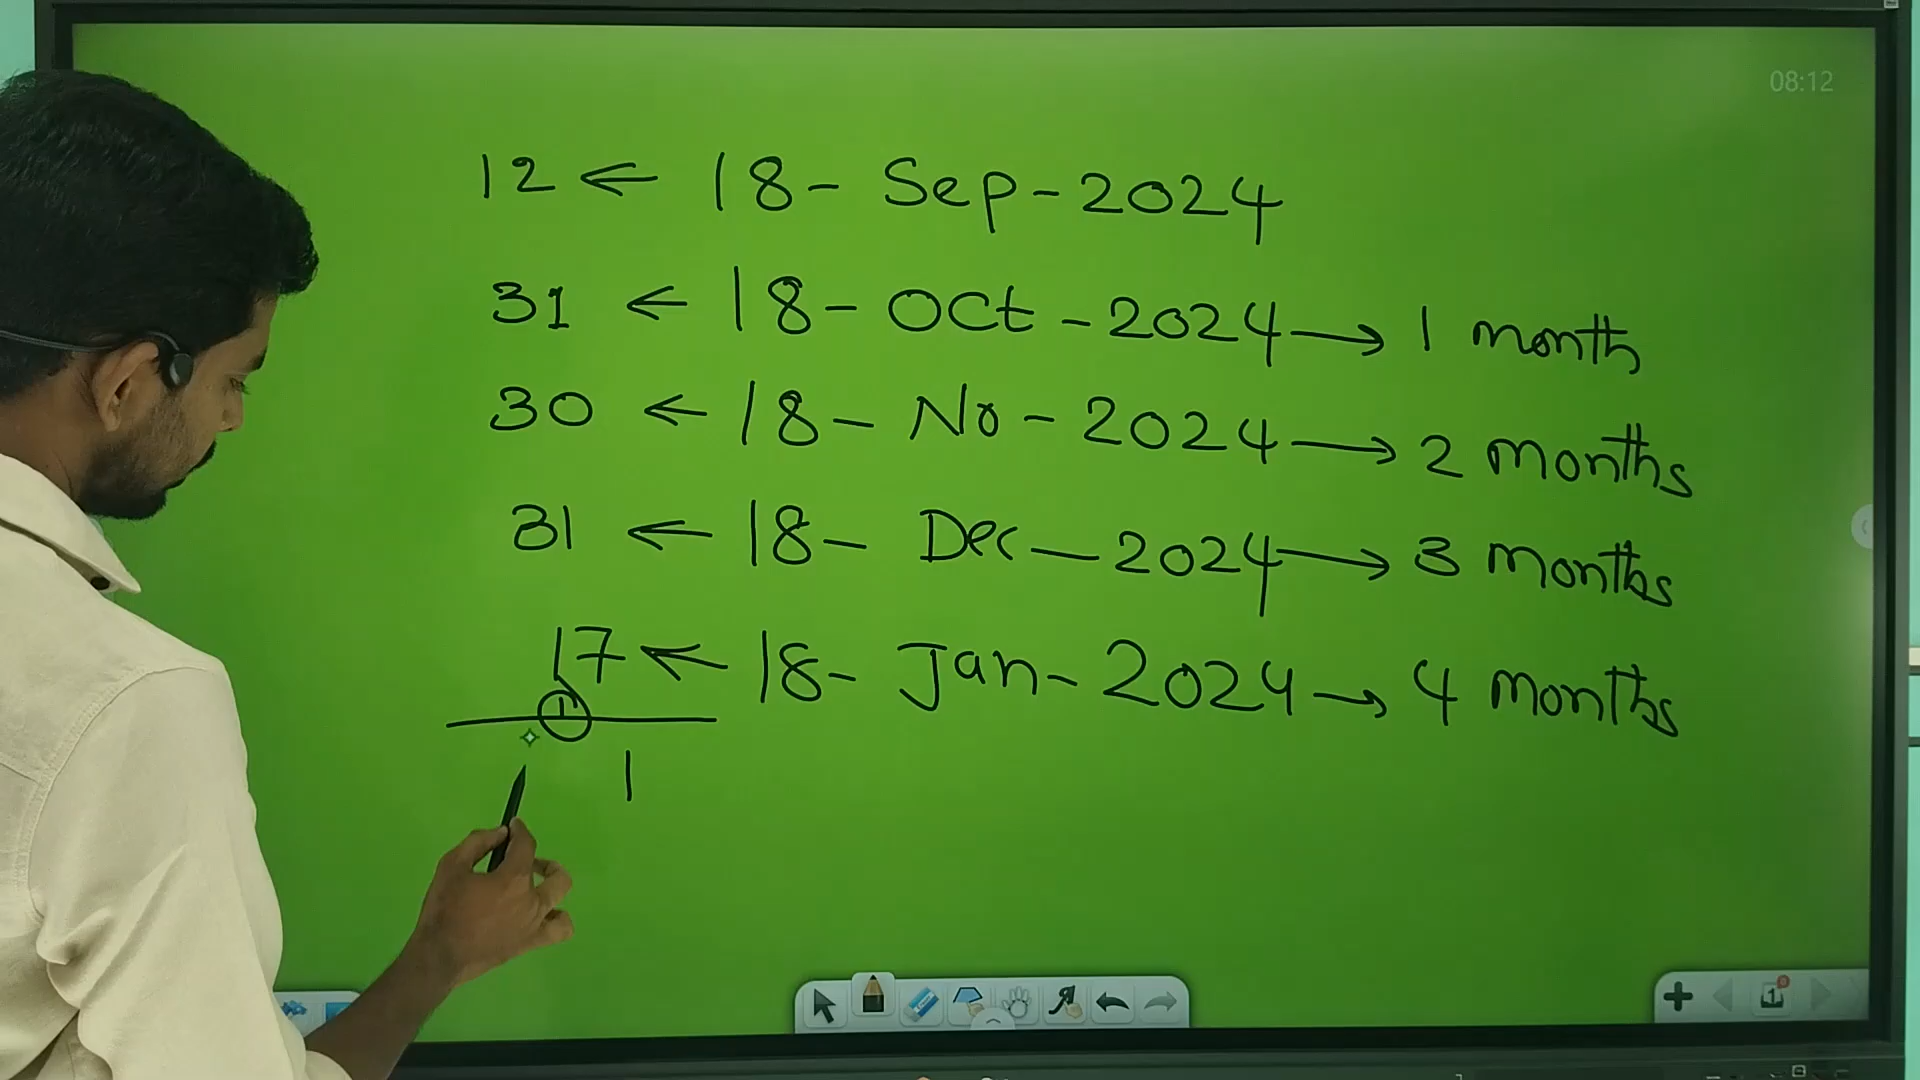 08:12
12 ← 18- Sep-2024
31 ← 18- Oct -2024 → 1 month
30 ← 18- No - 2024 → 2 months
31 ← 18- Dec - 2024 → 3 months
17 ← 18- Jan- 2024 → 4 months
1
1